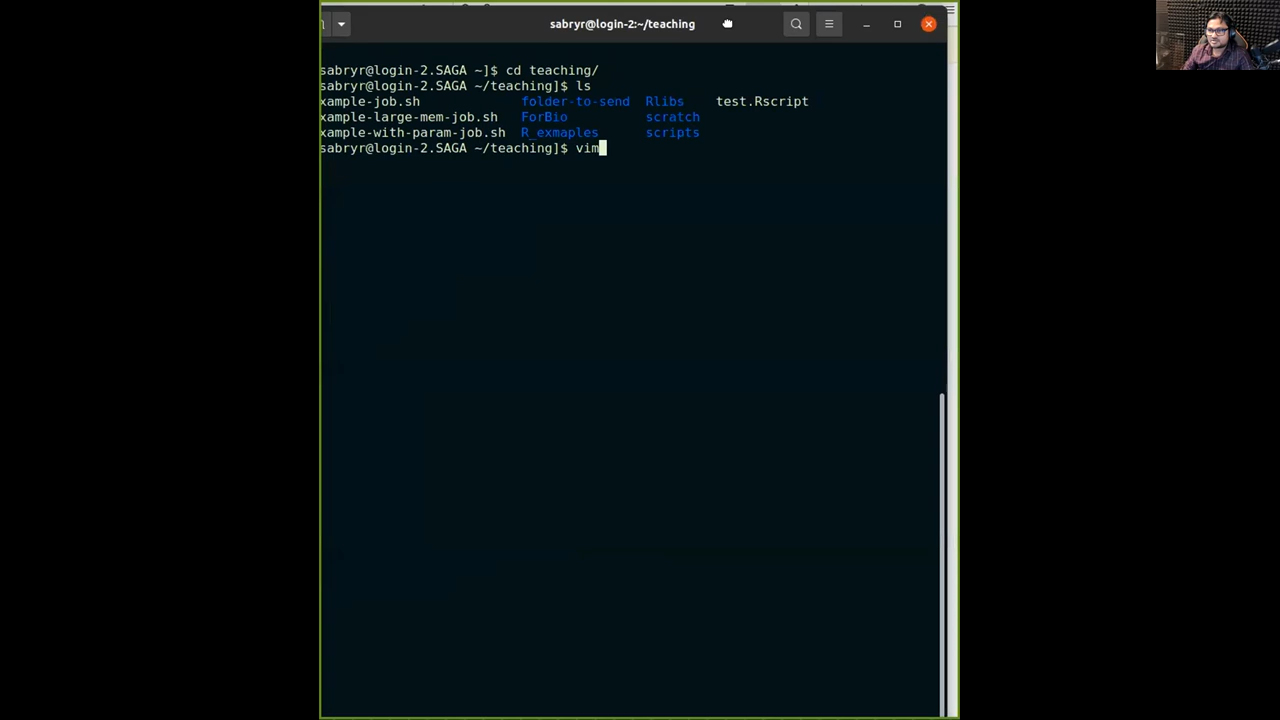 sabryr@login-2:~/teaching
sabryr@login-2.SAGA ~]$ cd teaching/
sabryr@login-2.SAGA ~/teaching]$ ls
xample-job.sh folder-to-send Rlibs test.Rscript
xample-large-mem-job.sh ForBio scratch
xample-with-param-job.sh R_exmaples scripts
sabryr@login-2.SAGA ~/teaching]$ vim